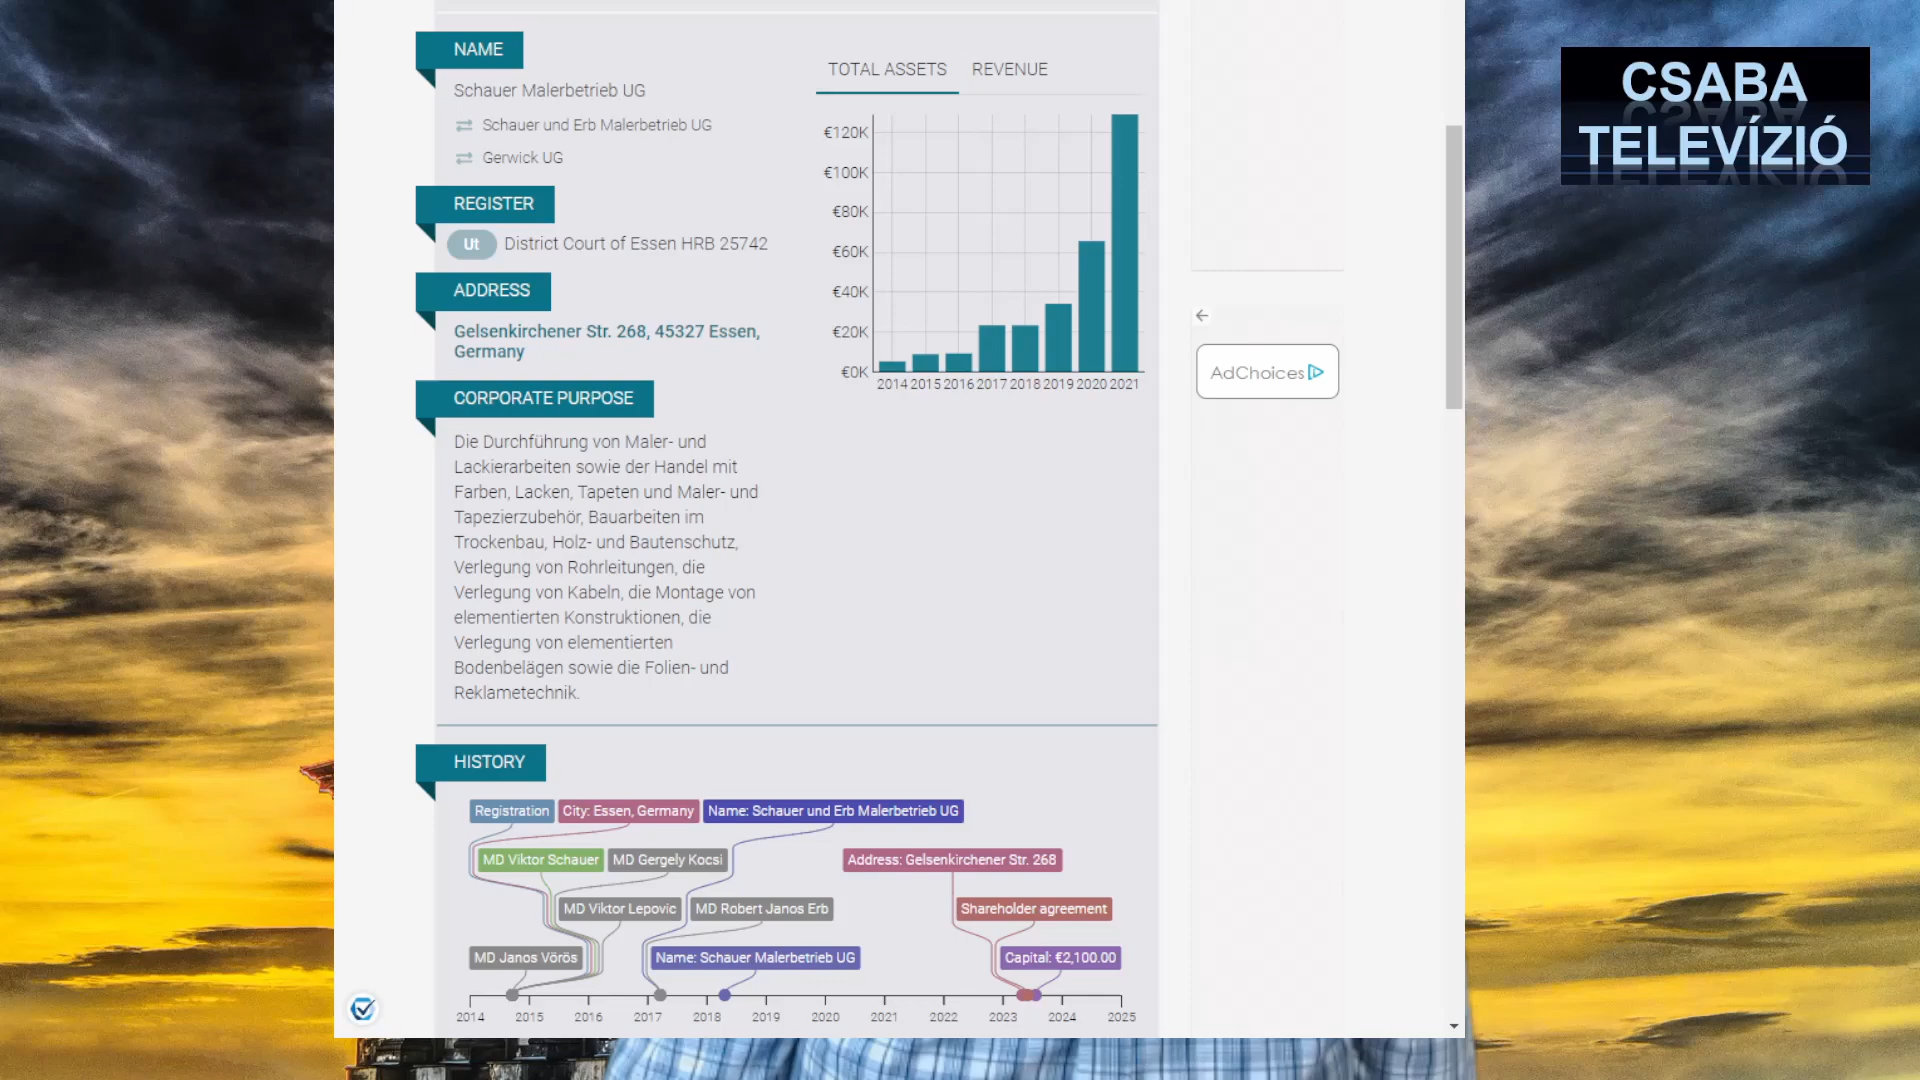 CSABA
TELEVÍZIÓ
NAME
Schauer Malerbetrieb UG
Schauer und Erb Malerbetrieb UG
Gerwick UG
REGISTER
Ut District Court of Essen HRB 25742
ADDRESS
Gelsenkirchener Str. 268, 45327 Essen,
Germany
CORPORATE PURPOSE
Die Durchführung von Maler- und
Lackierarbeiten sowie der Handel mit
Farben, Lacken, Tapeten und Maler- und
Tapezierzubehör, Bauarbeiten im
Trockenbau, Holz- und Bautenschutz,
Verlegung von Rohrleitungen, die
Verlegung von Kabeln, die Montage von
elementierten Konstruktionen, die
Verlegung von elementierten
Bodenbelägen sowie die Folien- und
Reklametechnik.
TOTAL ASSETS REVENUE
€120K
€100K
€80K
€60K
€40K
€20K
€0K
2014 2015 2016 2017 2018 2019 2020 2021
AdChoices
HISTORY
Registration City: Essen, Germany Name: Schauer und Erb Malerbetrieb UG
MD Viktor Schauer MD Gergely Kocsi Address: Gelsenkirchener Str. 268
MD Viktor Lepovic MD Robert Janos Erb Shareholder agreement
MD Janos Vörös Name: Schauer Malerbetrieb UG Capital: €2,100.00
2014 2015 2016 2017 2018 2019 2020 2021 2022 2023 2024 2025